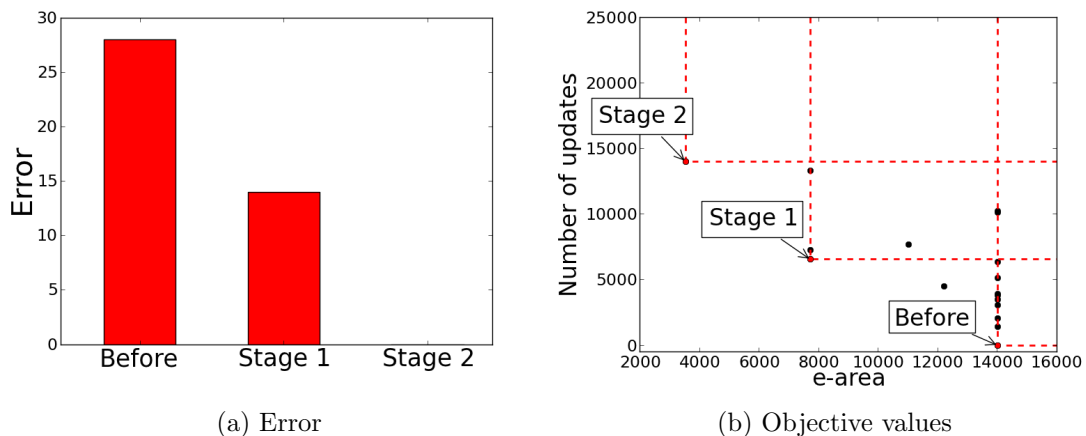 30
25
20
15
10
5
0
Error
Before Stage 1 Stage 2
(a) Error
25000
20000
15000
10000
5000
0
Number of updates
Stage 2
Stage 1
Before
2000 4000 6000 8000 10000 12000 14000 16000
e-area
(b) Objective values